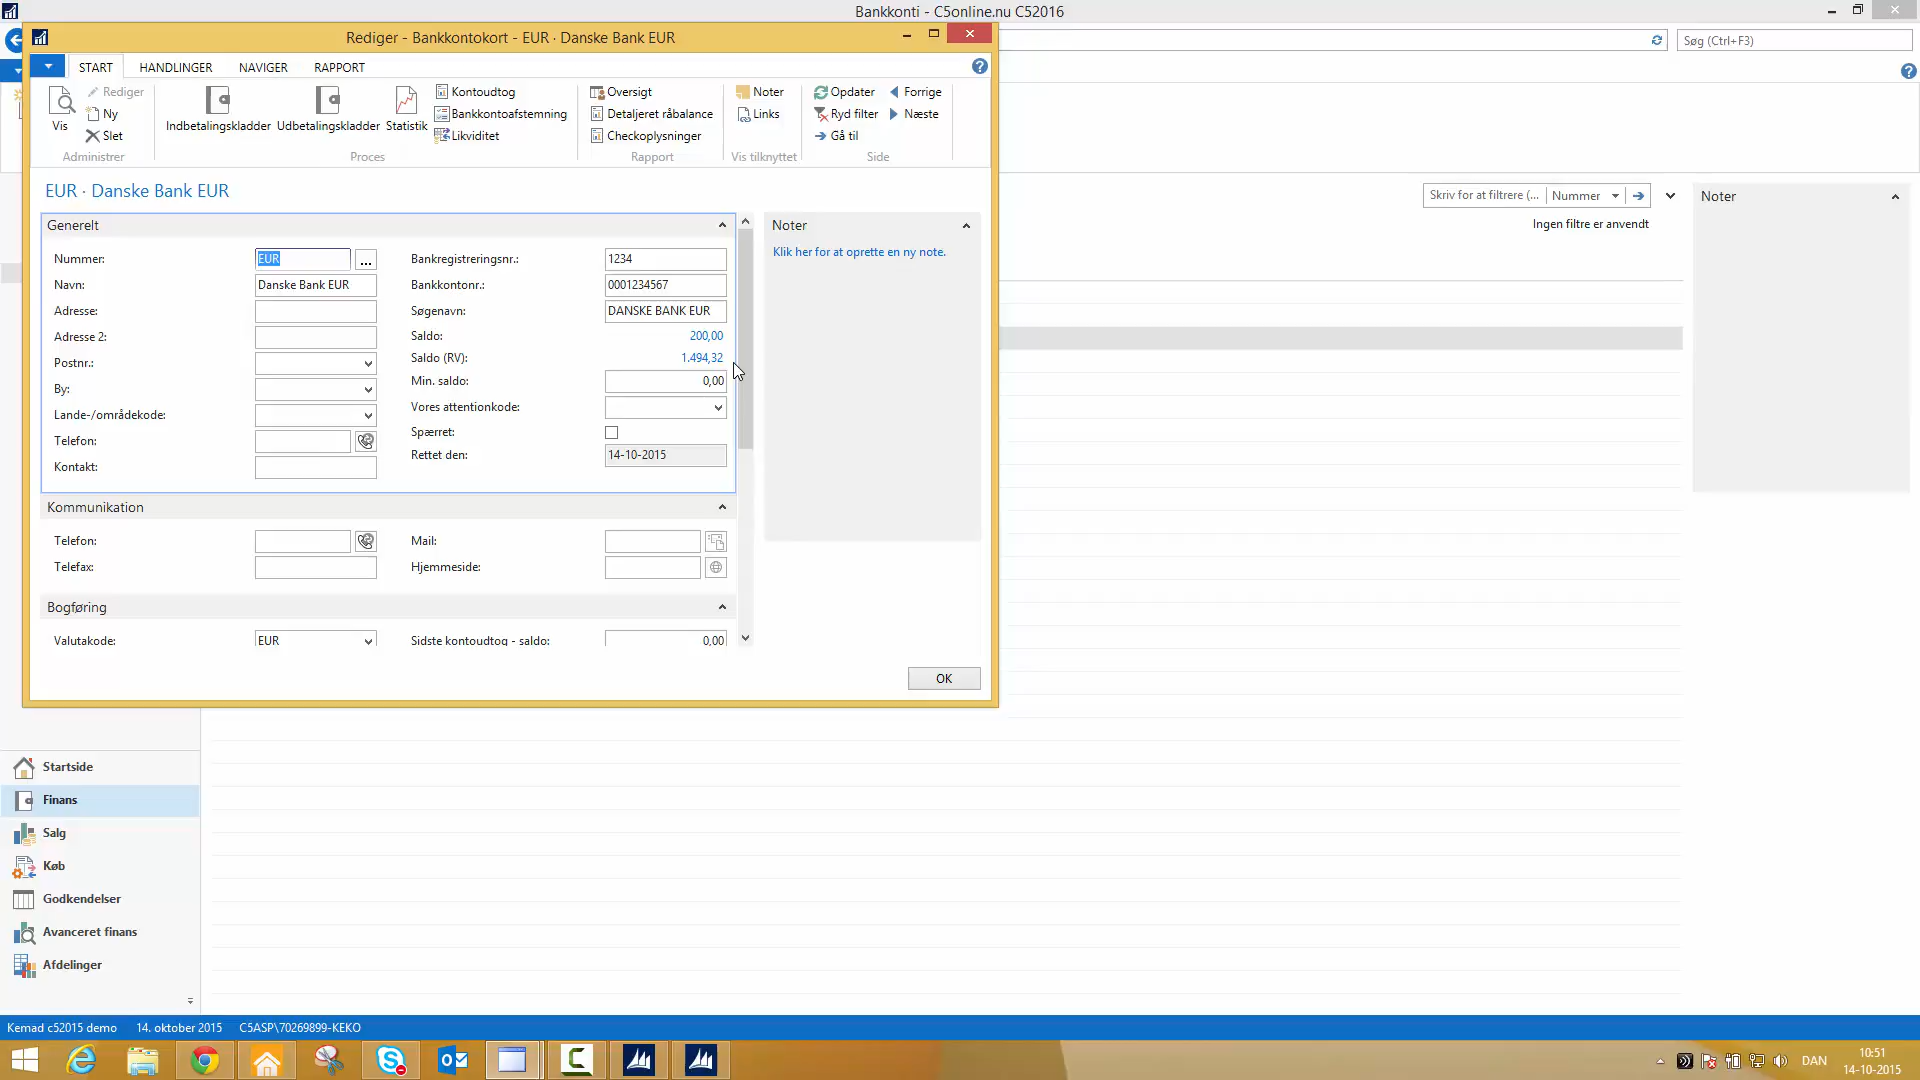 Bankkonti - C5online.nu C52016
Rediger - Bankkontokort - EUR · Danske Bank EUR
Søg (Ctrl+F3)
START HANDLINGER NAVIGER RAPPORT
Vis
Rediger
Ny
Slet
Administrer
Indbetalingskladder
Udbetalingskladder
Statistik
Kontoudtog
Bankkontoafstemning
Likviditet
Proces
Oversigt
Detaljeret råbalance
Checkoplysninger
Rapport
Noter
Links
Vis tilknyttet
Opdater
Ryd filter
Gå til
Forrige
Næste
Side
EUR · Danske Bank EUR
Generelt
Nummer: EUR ...
Navn: Danske Bank EUR
Adresse:
Adresse 2:
Postnr.:
By:
Lande-/områdekode:
Telefon:
Kontakt:
Bankregistreringsnr.: 1234
Bankkontonr.: 0001234567
Søgenavn: DANSKE BANK EUR
Saldo: 200,00
Saldo (RV): 1.494,32
Min. saldo: 0,00
Vores attentionkode:
Spærret:
Rettet den: 14-10-2015
Kommunikation
Telefon:
Telefax:
Mail:
Hjemmeside:
Bogføring
Valutakode: EUR
Sidste kontoudtog - saldo: 0,00
Noter
Klik her for at oprette en ny note.
OK
Skriv for at filtrere (... Nummer
Ingen filtre er anvendt
Noter
Startside
Finans
Salg
Køb
Godkendelser
Avanceret finans
Afdelinger
Kemad c52015 demo 14. oktober 2015 C5ASP\70269899-KEKO
DAN
10:51
14-10-2015